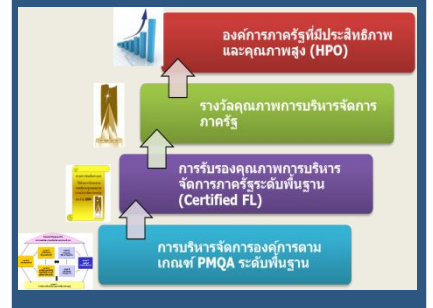 องค์การภาครัฐที่มีประสิทธิภาพ
และคุณภาพสูง (HPO)
รางวัลคุณภาพการบริหารจัดการ
ภาครัฐ
การรับรองคุณภาพการบริหาร
จัดการภาครัฐระดับพื้นฐาน
(Certified FL)
การบริหารจัดการองค์การตาม
เกณฑ์ PMQA ระดับพื้นฐาน